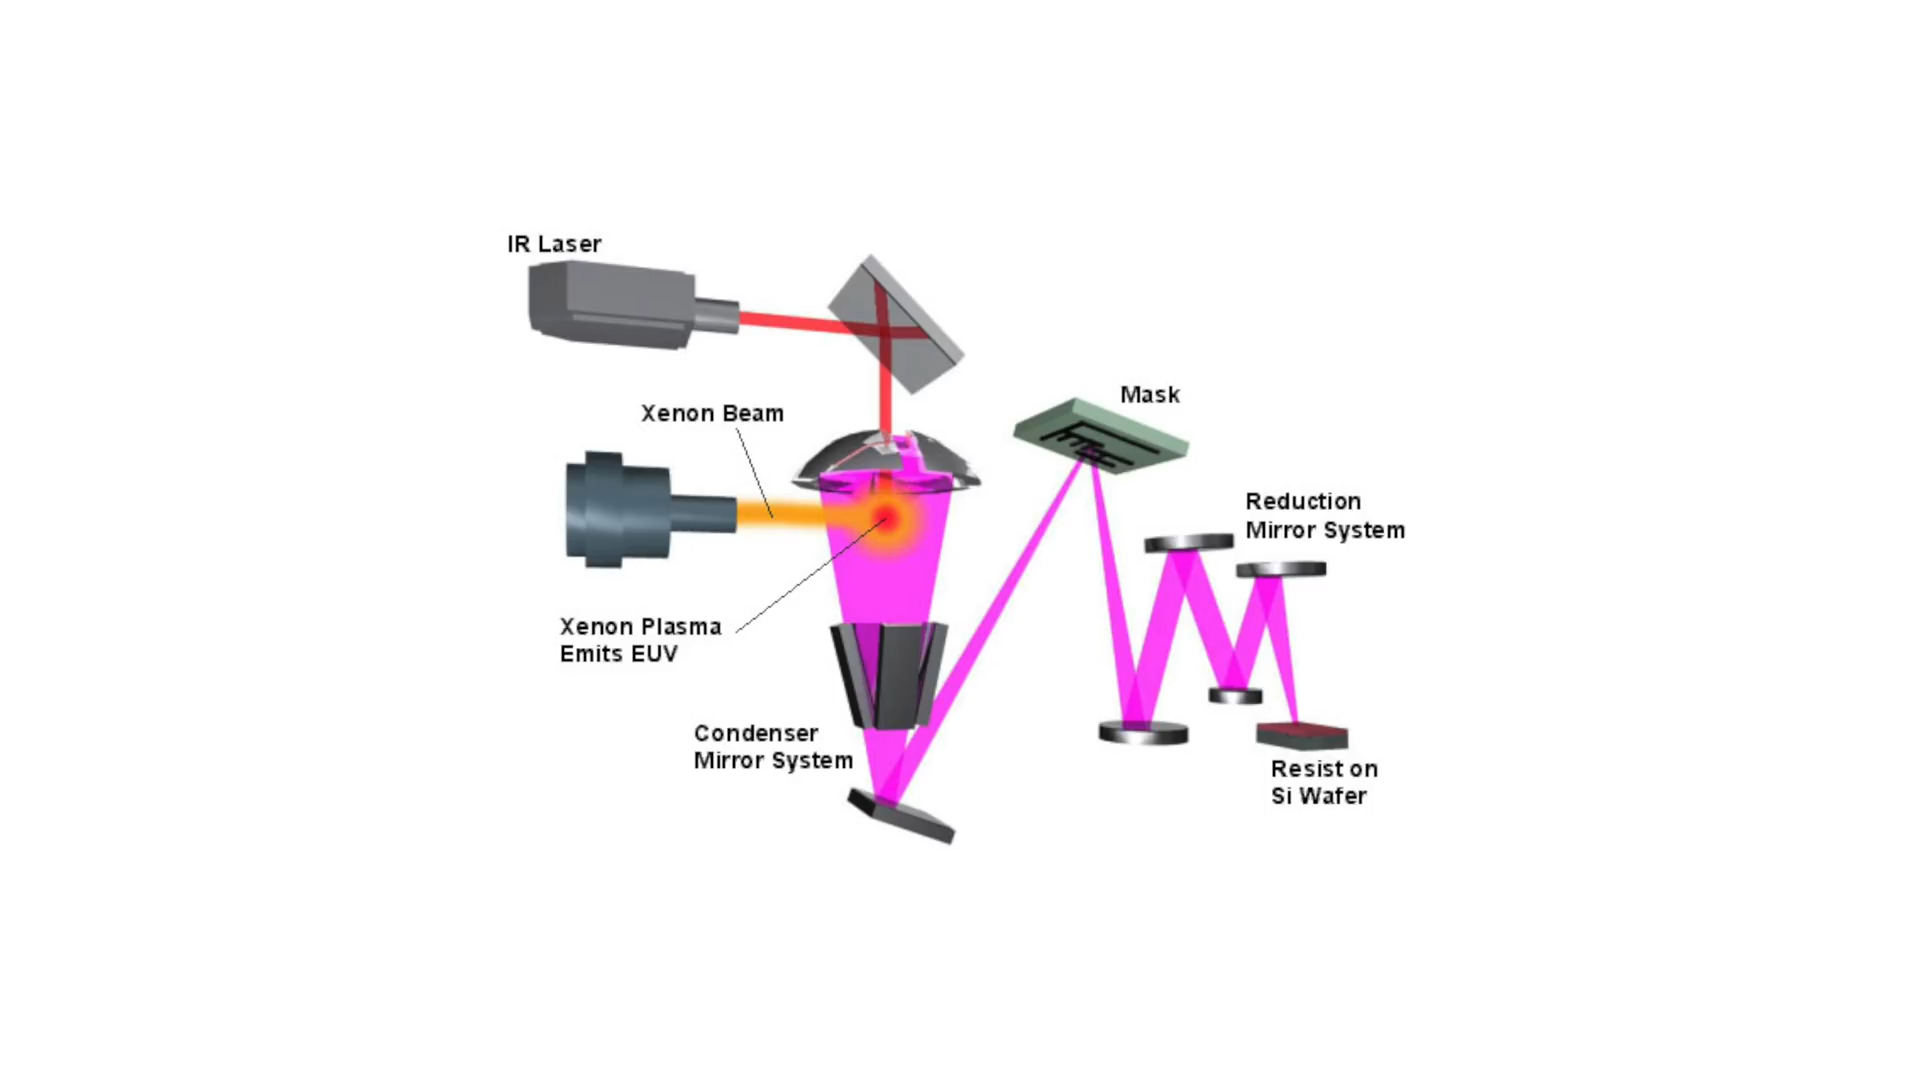 IR Laser
Xenon Beam
Mask
Reduction
Mirror System
Xenon Plasma
Emits EUV
Condenser
Mirror System
Resist on
Si Wafer